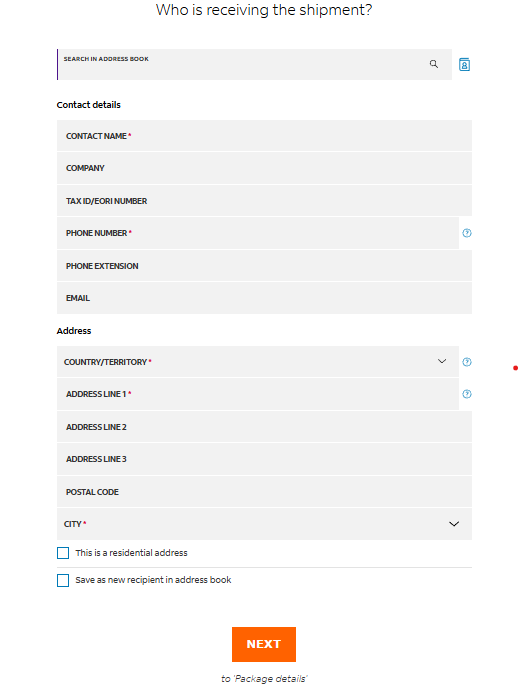 Who is receiving the shipment?
SEARCH IN ADDRESS BOOK
Contact details
CONTACT NAME *
COMPANY
TAX ID/EORI NUMBER
PHONE NUMBER *
PHONE EXTENSION
EMAIL
Address
COUNTRY/TERRITORY *
ADDRESS LINE 1 *
ADDRESS LINE 2
ADDRESS LINE 3
POSTAL CODE
CITY *
This is a residential address
Save as new recipient in address book
NEXT
to 'Package details'